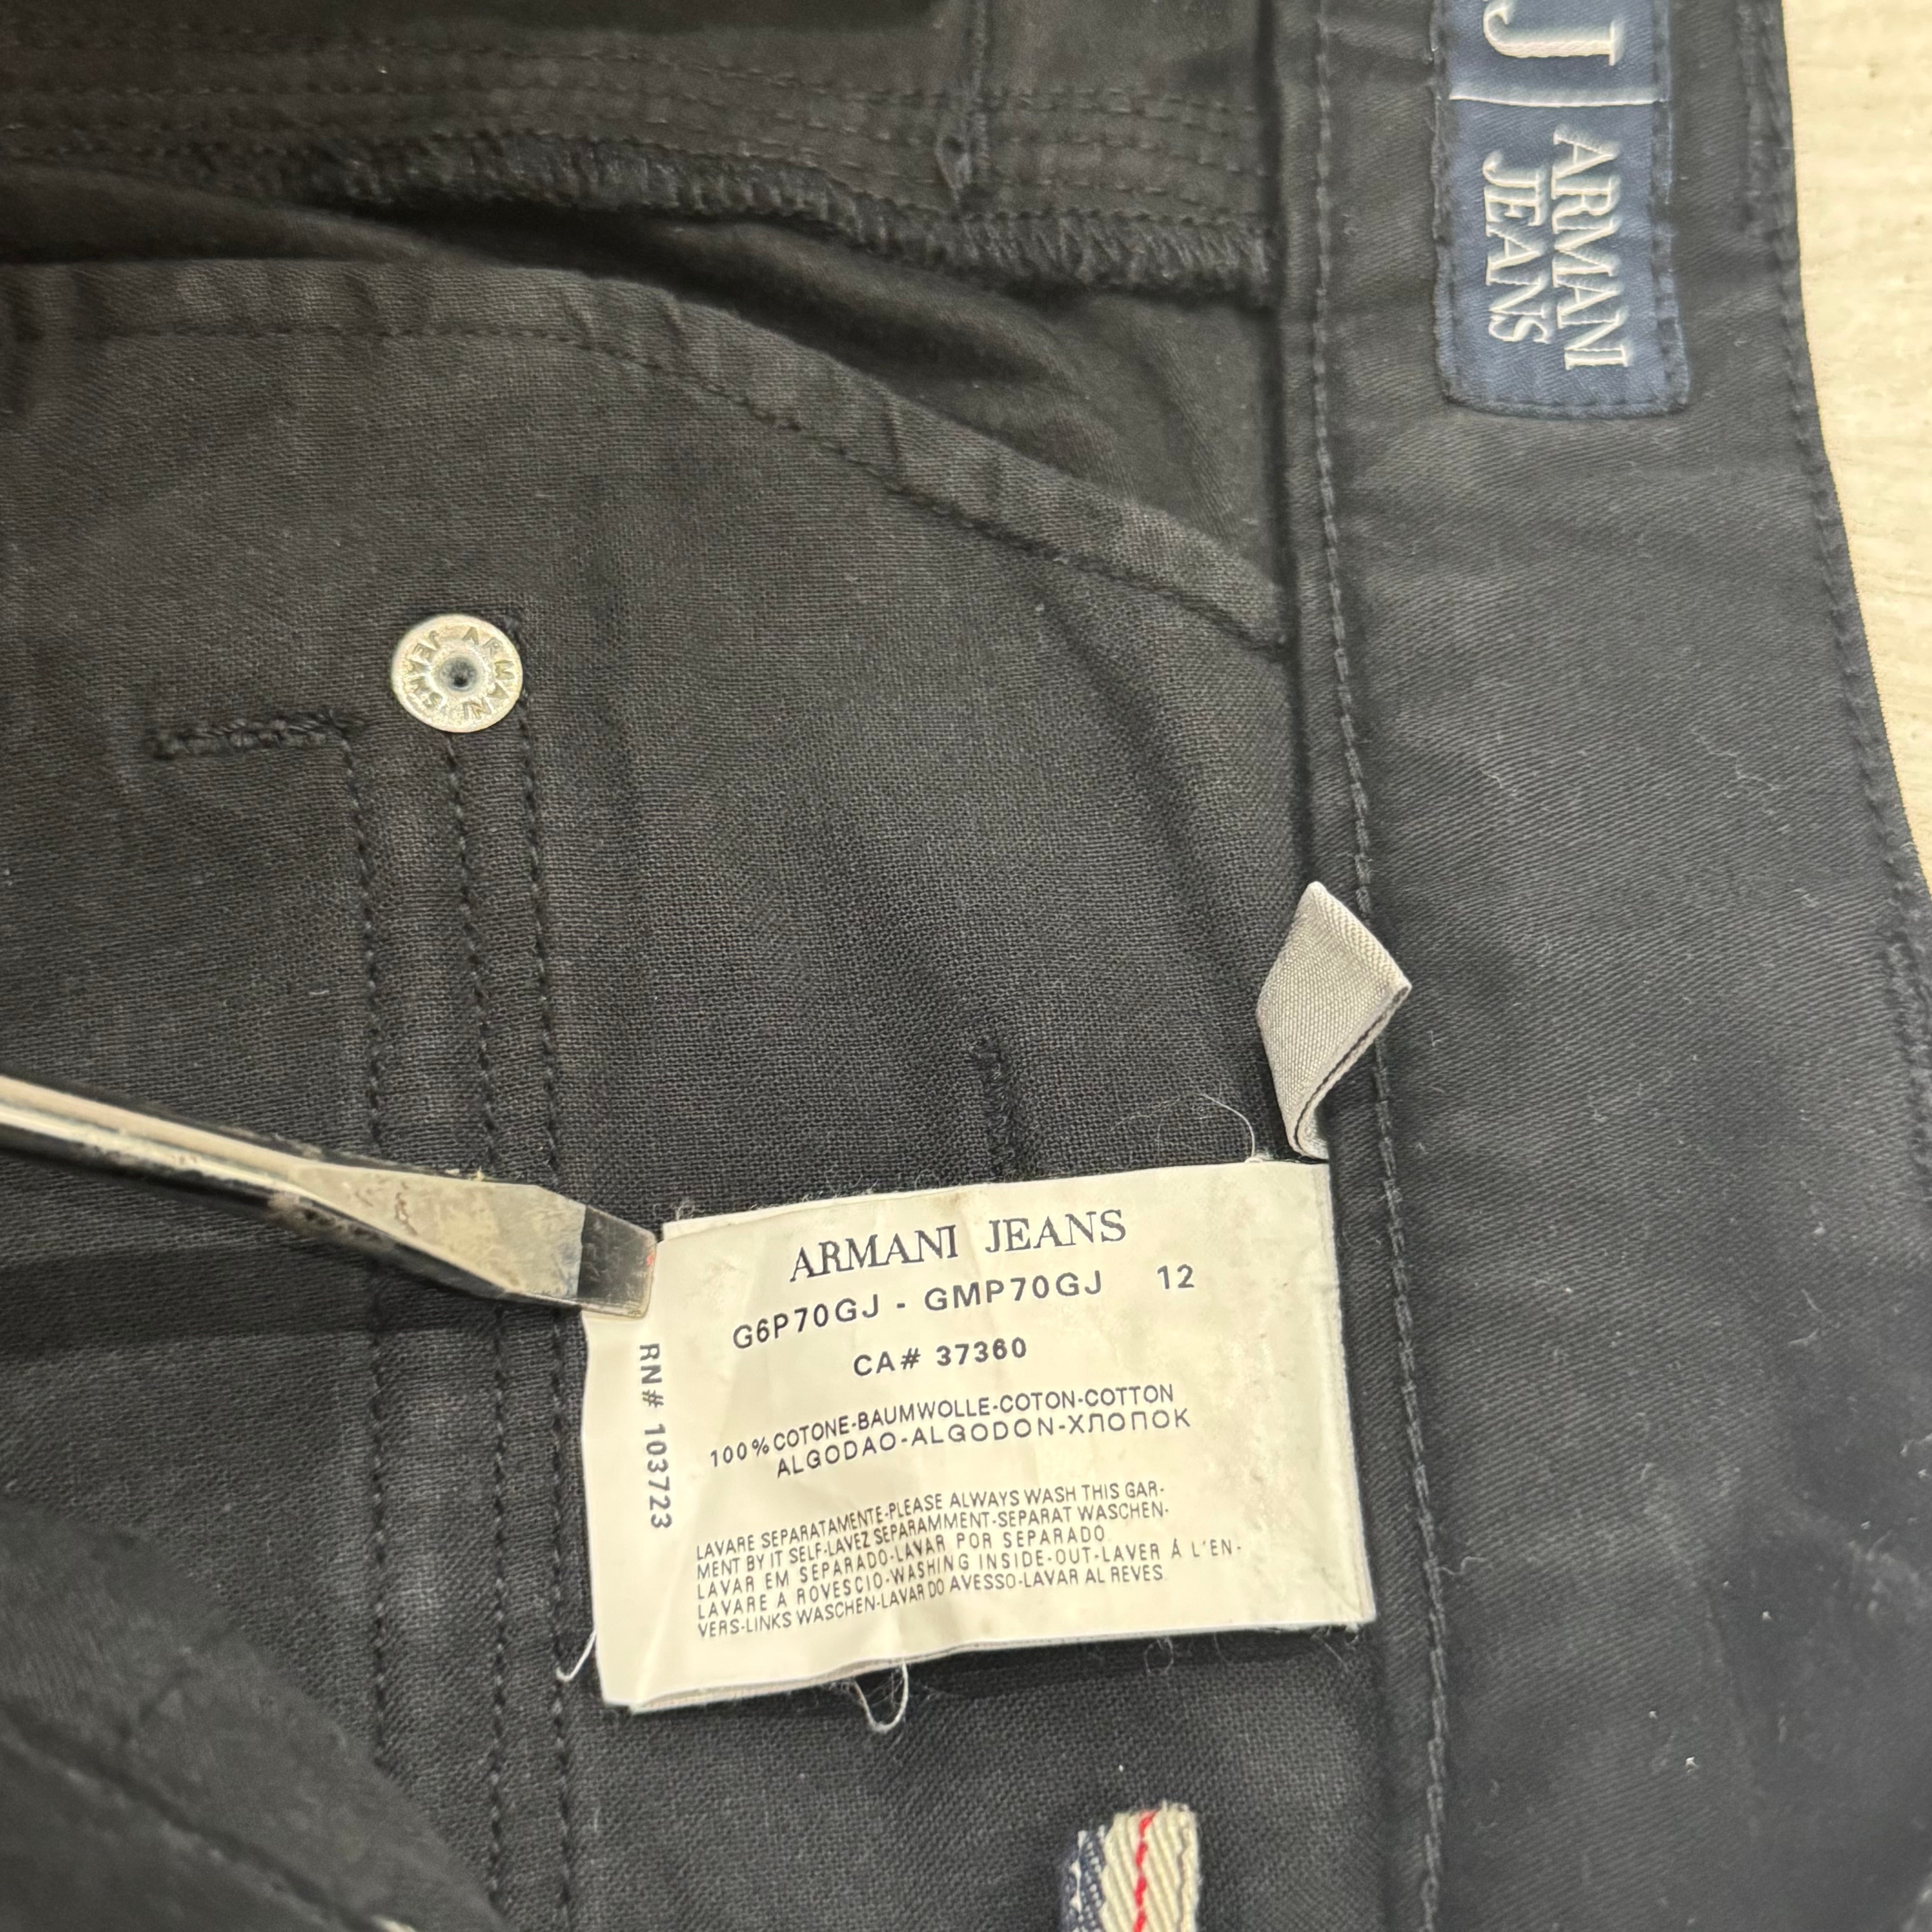 J
ARMANI
JEANS
ARMANI JEANS
ARMANI JEANS
G6P70GJ - GMP70GJ 12
CA# 37360
100% COTONE-BAUMWOLLE-COTON-COTTON
ALGODAO-ALGODON-ХЛОПОК
LAVARE SEPARATAMENTE-PLEASE ALWAYS WASH THIS GAR-
MENT BY IT SELF-LAVEZ SEPARAMMENT-SEPARAT WASCHEN-
LAVAR EM SEPARADO-LAVAR POR SEPARADO.
LAVARE A ROVESCIO-WASHING INSIDE-OUT-LAVER Á L'EN-
VERS-LINKS WASCHEN-LAVAR DO AVESSO-LAVAR AL REVES.
RN# 103723